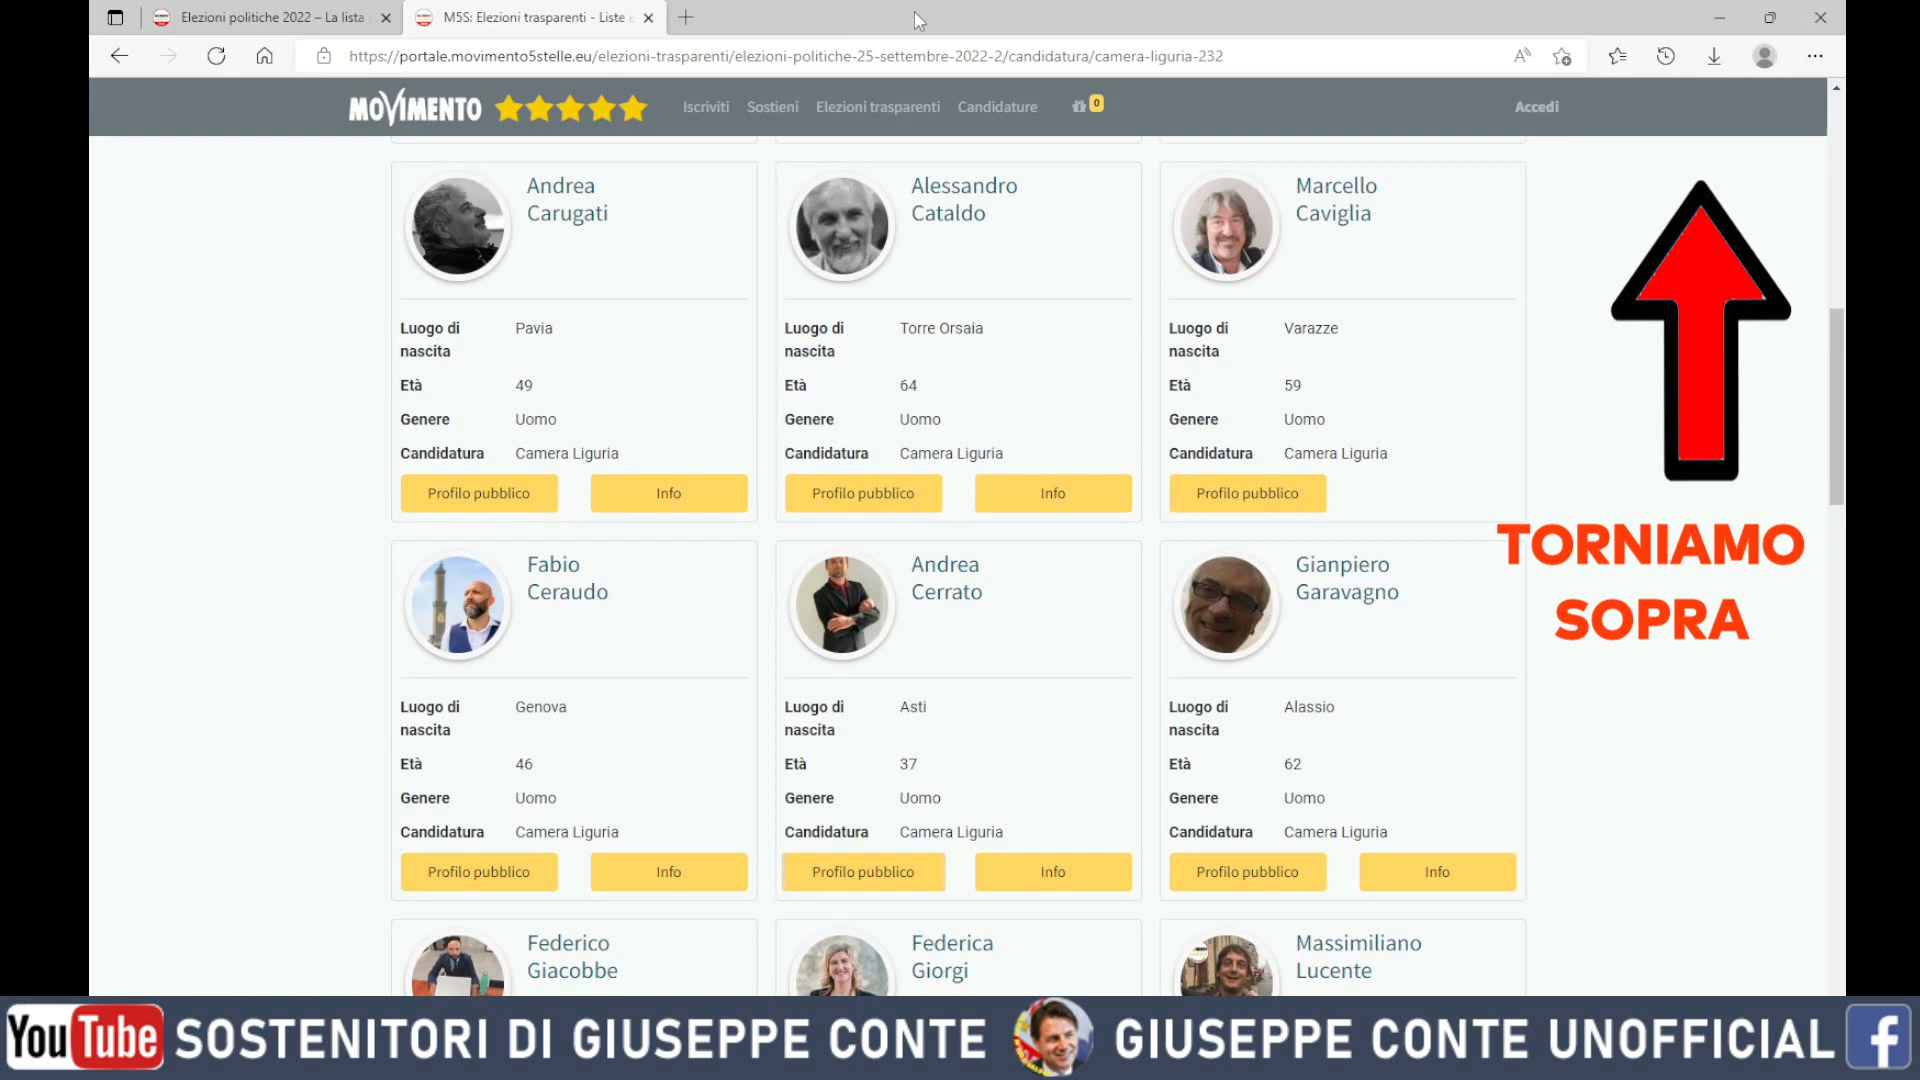 Elezioni politiche 2022 – La lista
M5S: Elezioni trasparenti - Liste
https://portale.movimento5stelle.eu/elezioni-trasparenti/elezioni-politiche-25-settembre-2022-2/candidatura/camera-liguria-232
MOVIMENTO
Iscriviti
Sostieni
Elezioni trasparenti
Candidature
0
Accedi
Andrea
Carugati
Luogo di
nascita
Pavia
Età
49
Genere
Uomo
Candidatura
Camera Liguria
Profilo pubblico
Info
Alessandro
Cataldo
Luogo di
nascita
Torre Orsaia
Età
64
Genere
Uomo
Candidatura
Camera Liguria
Profilo pubblico
Info
Marcello
Caviglia
Luogo di
nascita
Varazze
Età
59
Genere
Uomo
Candidatura
Camera Liguria
Profilo pubblico
TORNIAMO
SOPRA
Fabio
Ceraudo
Luogo di
nascita
Genova
Età
46
Genere
Uomo
Candidatura
Camera Liguria
Profilo pubblico
Info
Andrea
Cerrato
Luogo di
nascita
Asti
Età
37
Genere
Uomo
Candidatura
Camera Liguria
Profilo pubblico
Info
Gianpiero
Garavagno
Luogo di
nascita
Alassio
Età
62
Genere
Uomo
Candidatura
Camera Liguria
Profilo pubblico
Info
Federico
Giacobbe
Federica
Giorgi
Massimiliano
Lucente
YouTube SOSTENITORI DI GIUSEPPE CONTE GIUSEPPE CONTE UNOFFICIAL f